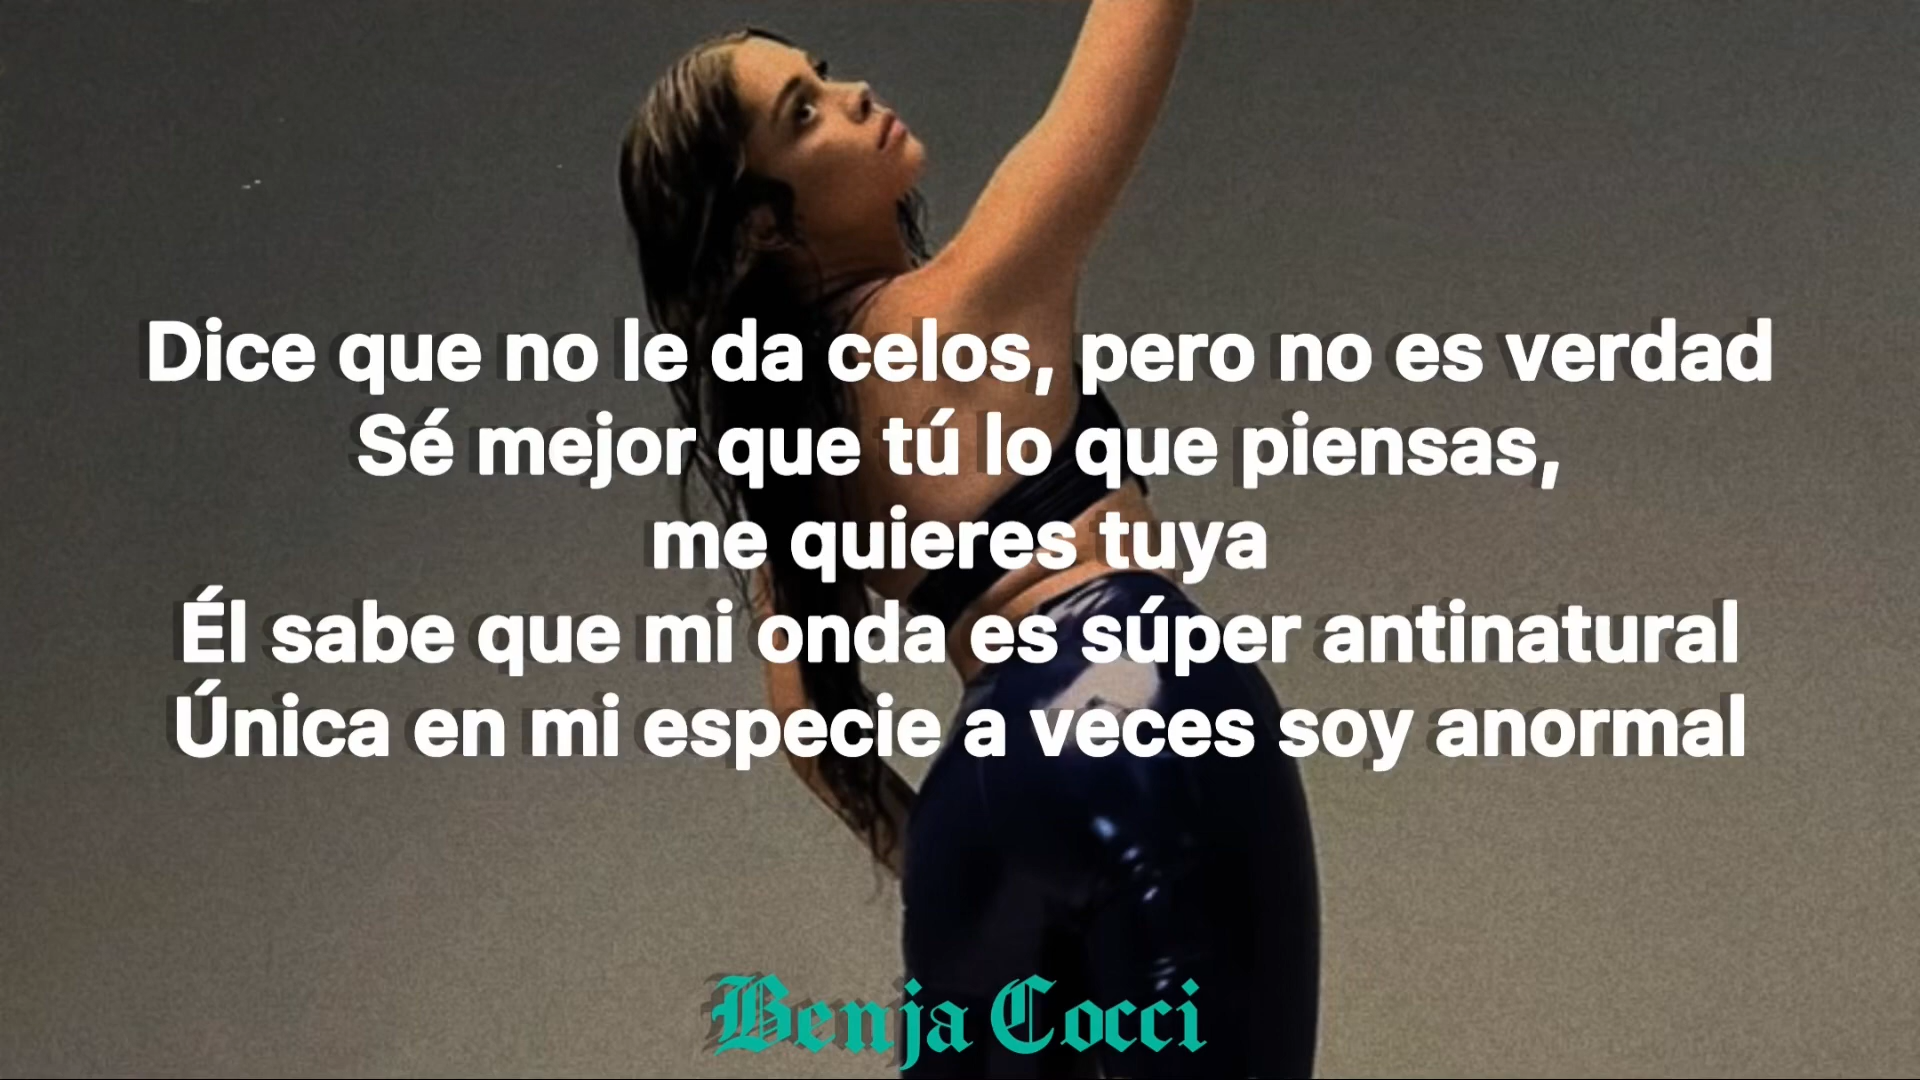 Dice que no le da celos, pero no es verdad
Sé mejor que tú lo que piensas,
me quieres tuya
Él sabe que mi onda es súper antinatural
Única en mi especie a veces soy anormal
Benja Cocci